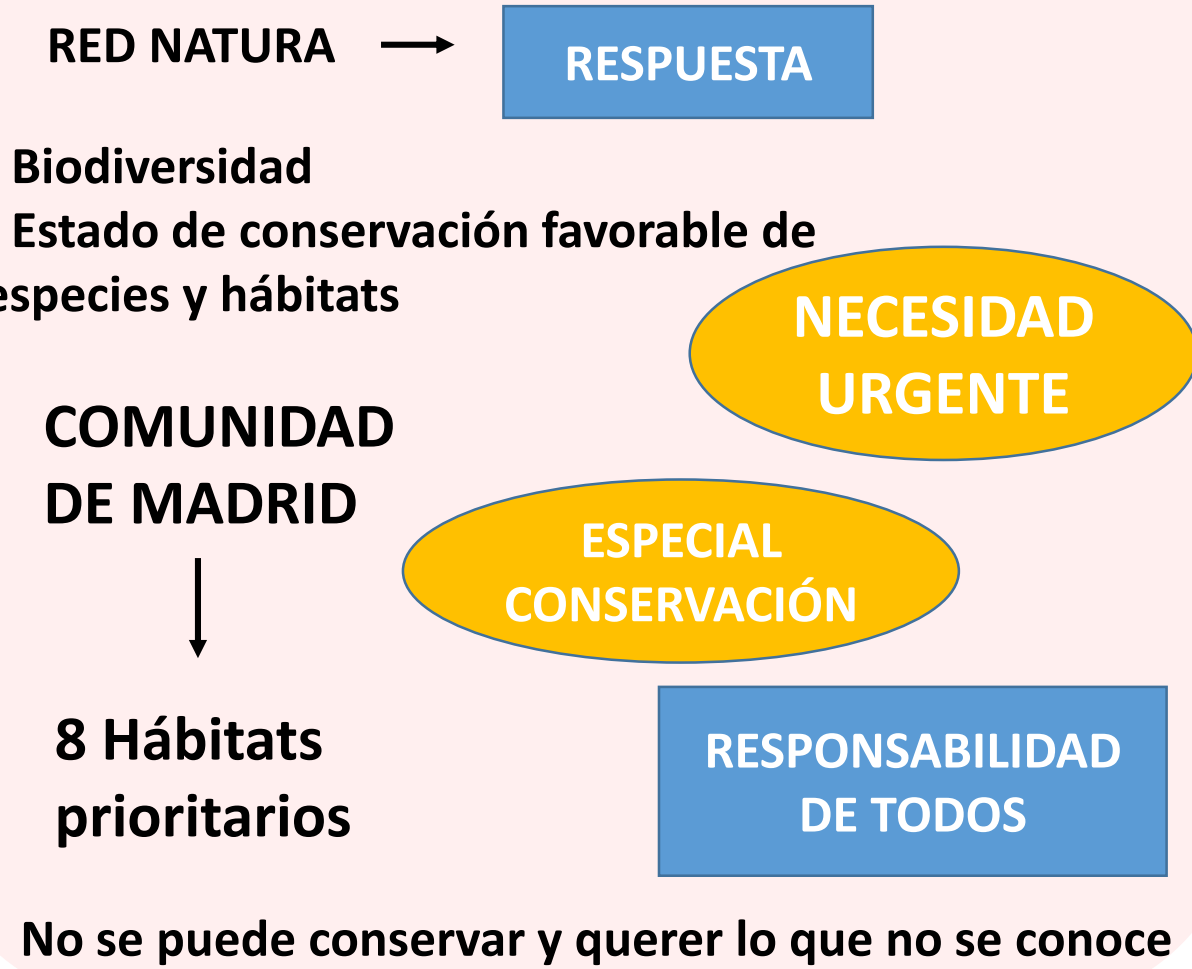 RED NATURA
RESPUESTA
Biodiversidad
Estado de conservación favorable de
especies y hábitats
NECESIDAD
URGENTE
COMUNIDAD
DE MADRID
ESPECIAL
CONSERVACIÓN
8 Hábitats
prioritarios
RESPONSABILIDAD
DE TODOS
No se puede conservar y querer lo que no se conoce